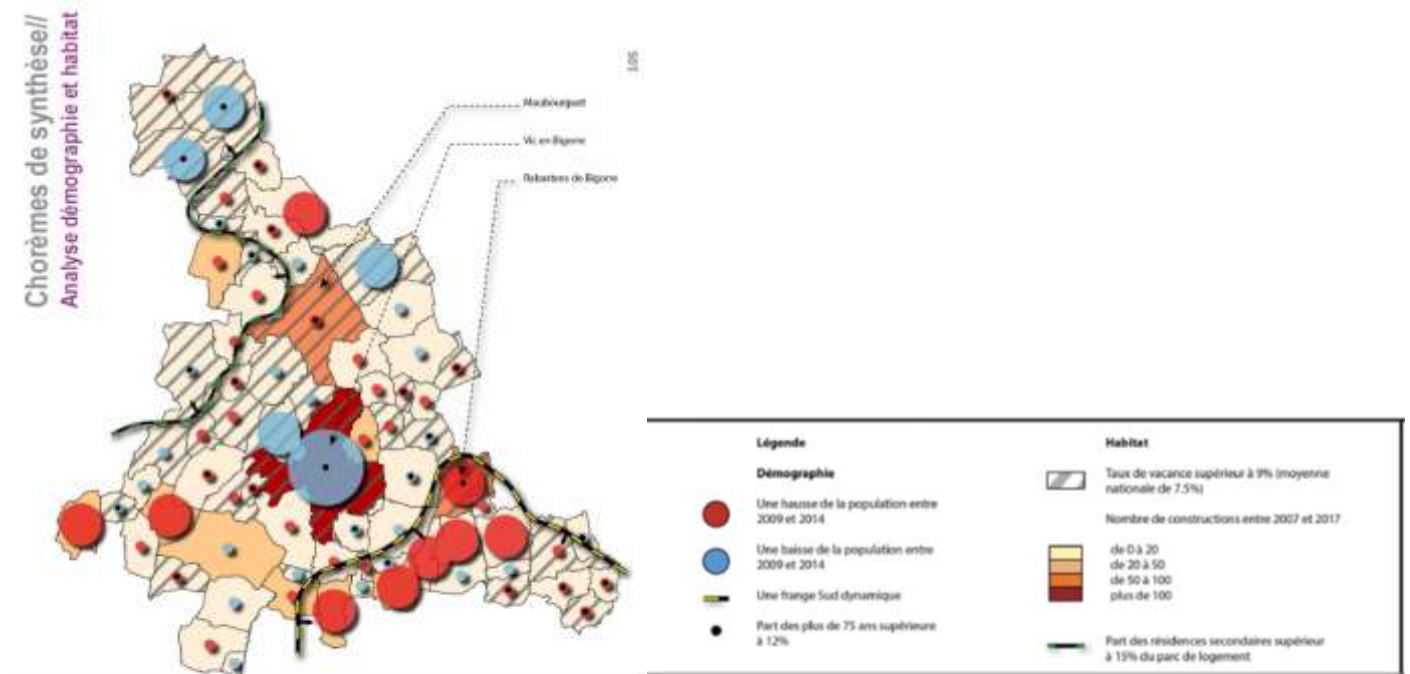 Chorèmes de synthèse//
Analyse démographie et habitat
105
Maubourguet
Vic en Bigorre
Rabastens de Bigorre
Légende
Démographie
Une hausse de la population entre
2009 et 2014
Une baisse de la population entre
2009 et 2014
Une frange Sud dynamique
Part des plus de 75 ans supérieure
à 12%
Habitat
Taux de vacance supérieur à 9% (moyenne
nationale de 7.5%)
Nombre de constructions entre 2007 et 2017
de 0 à 20
de 20 à 50
de 50 à 100
plus de 100
Part des résidences secondaires supérieur
à 15% du parc de logement